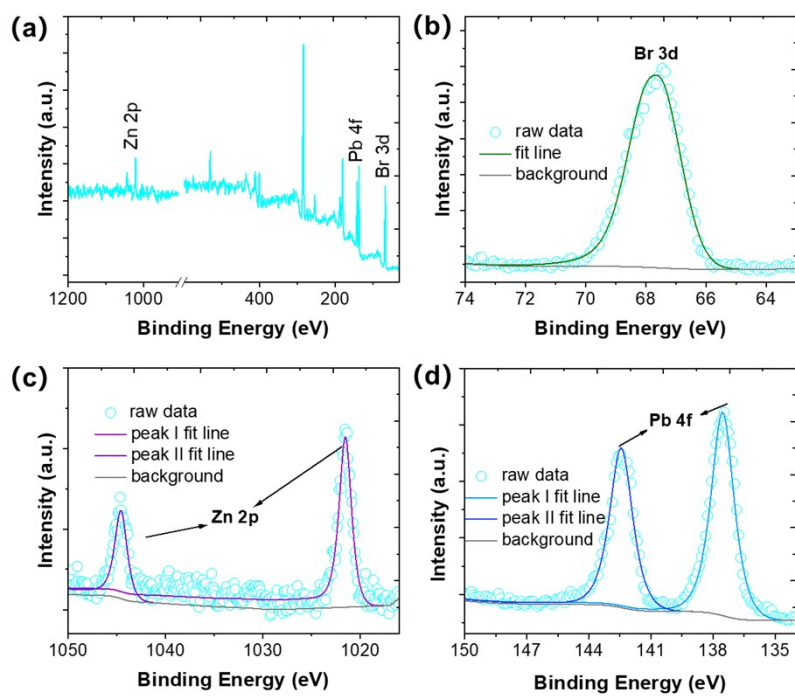 (a)
Zn 2p
Pb 4f
Br 3d
Intensity (a.u.)
1200 1000 400 200
Binding Energy (eV)
(b)
Br 3d
raw data
fit line
background
Intensity (a.u.)
74 72 70 68 66 64
Binding Energy (eV)
(c)
raw data
peak I fit line
peak II fit line
background
Zn 2p
Intensity (a.u.)
1050 1040 1030 1020
Binding Energy (eV)
(d)
Pb 4f
raw data
peak I fit line
peak II fit line
background
Intensity (a.u.)
150 147 144 141 138 135
Binding Energy (eV)